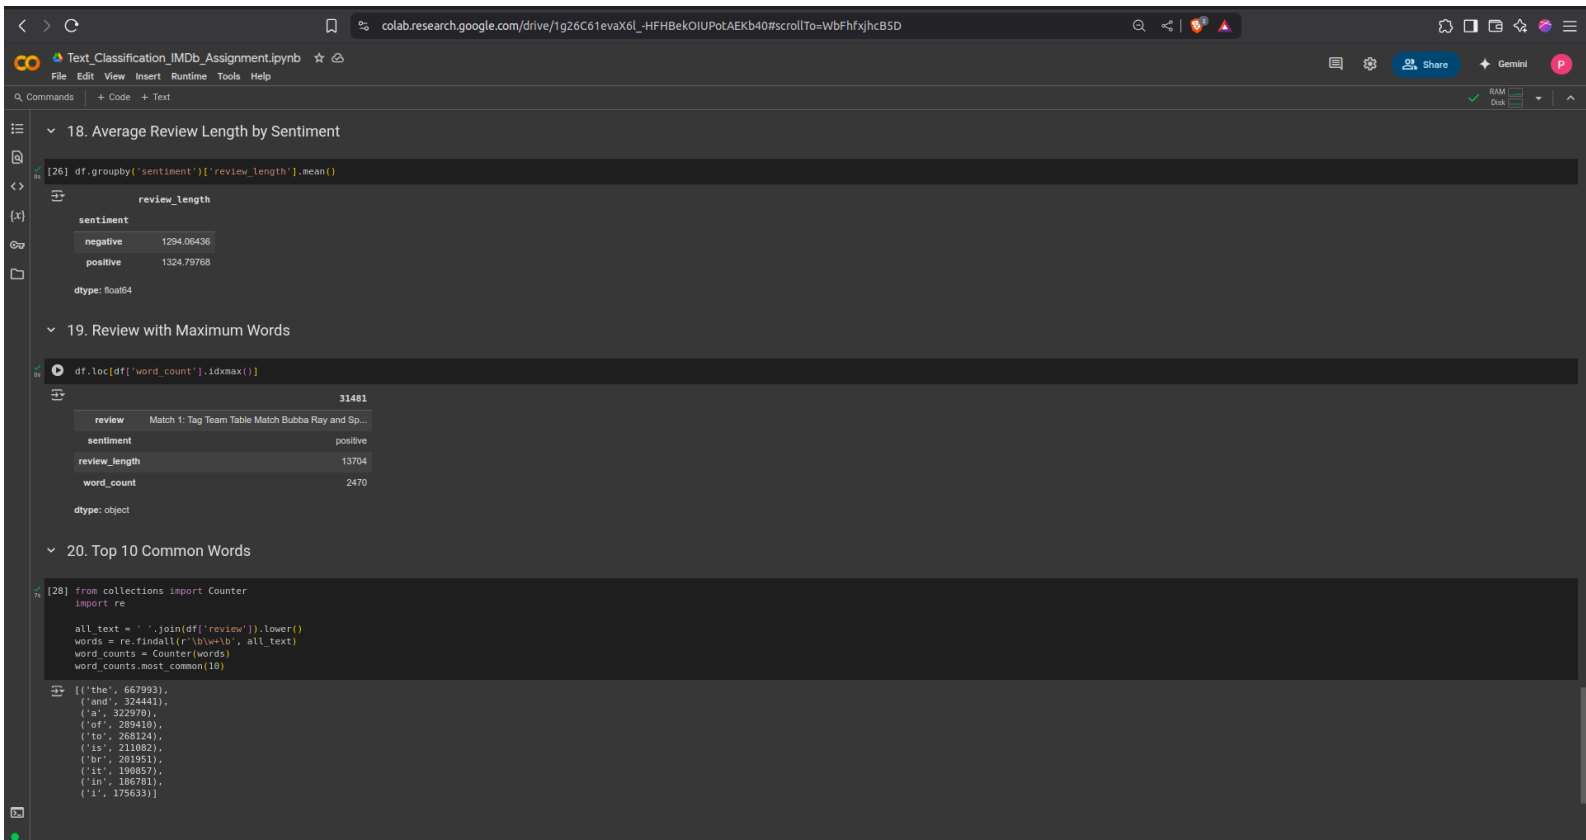 colab.research.google.com/drive/1g26C61evaX6l_-HFHBekOIUPotAEKb40#scrollTo=WbFhfxjhcB5D
Text_Classification_IMDb_Assignment.ipynb
File Edit View Insert Runtime Tools Help
Share
Gemini
P
Commands + Code + Text
RAM
Disk
18. Average Review Length by Sentiment
0s
[26] df.groupby('sentiment')['review_length'].mean()
review_length
sentiment
negative 1294.06436
positive 1324.79768
dtype: float64
19. Review with Maximum Words
0s
df.loc[df['word_count'].idxmax()]
31481
review Match 1: Tag Team Table Match Bubba Ray and Sp...
sentiment positive
review_length 13704
word_count 2470
dtype: object
20. Top 10 Common Words
7s
[28] from collections import Counter
import re
all_text = ' '.join(df['review']).lower()
words = re.findall(r'\b\w+\b', all_text)
word_counts = Counter(words)
word_counts.most_common(10)
[('the', 667993),
('and', 324441),
('a', 322970),
('of', 289410),
('to', 268124),
('is', 211082),
('br', 201951),
('it', 190857),
('in', 186781),
('i', 175633)]